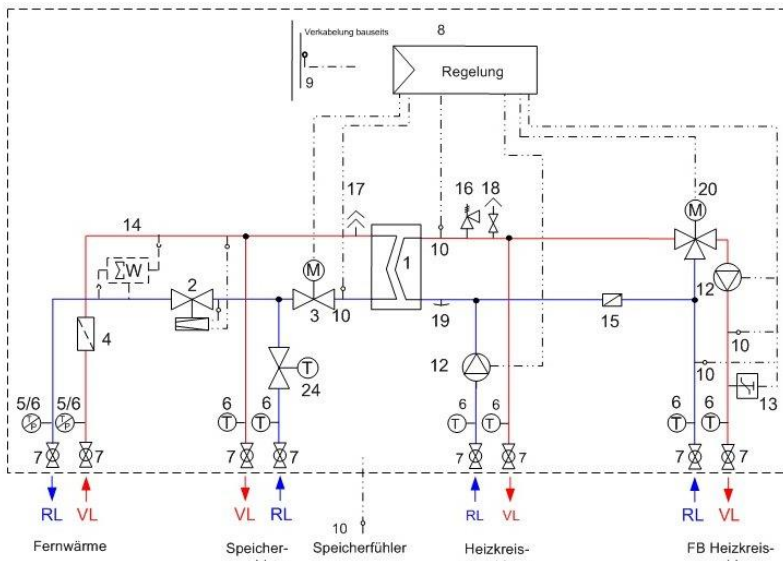 Verkabelung bauseits
8
9
Regelung
14
17
16
18
20
M
10
ΣW
2
M
1
12
3
10
19
15
4
12
T
24
10
10
13
5/6
5/6
6
6
6
6
6
6
T
P
T
P
T
T
T
T
T
T
7
7
7
7
7
7
7
7
RL
VL
VL
RL
10
RL
VL
RL
VL
Fernwärme
Speicher-
Speicherfühler
Heizkreis-
FB Heizkreis-